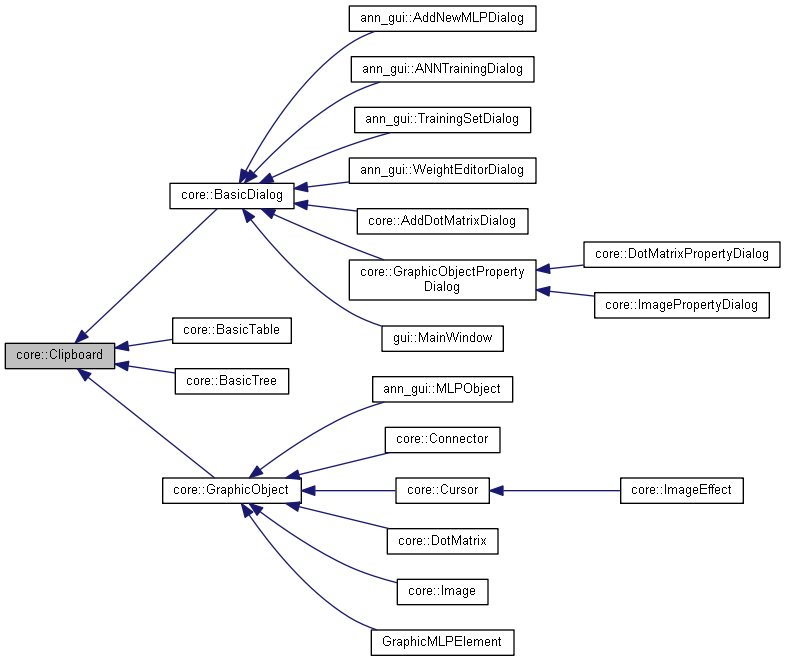 ann_gui::AddNewMLPDialog
ann_gui::ANNTrainingDialog
ann_gui::TrainingSetDialog
ann_gui::WeightEditorDialog
core::BasicDialog
core::AddDotMatrixDialog
core::DotMatrixPropertyDialog
core::GraphicObjectProperty
Dialog
core::ImagePropertyDialog
gui::MainWindow
core::BasicTable
core::Clipboard
core::BasicTree
ann_gui::MLPObject
core::Connector
core::GraphicObject
core::Cursor
core::ImageEffect
core::DotMatrix
core::Image
GraphicMLPElement